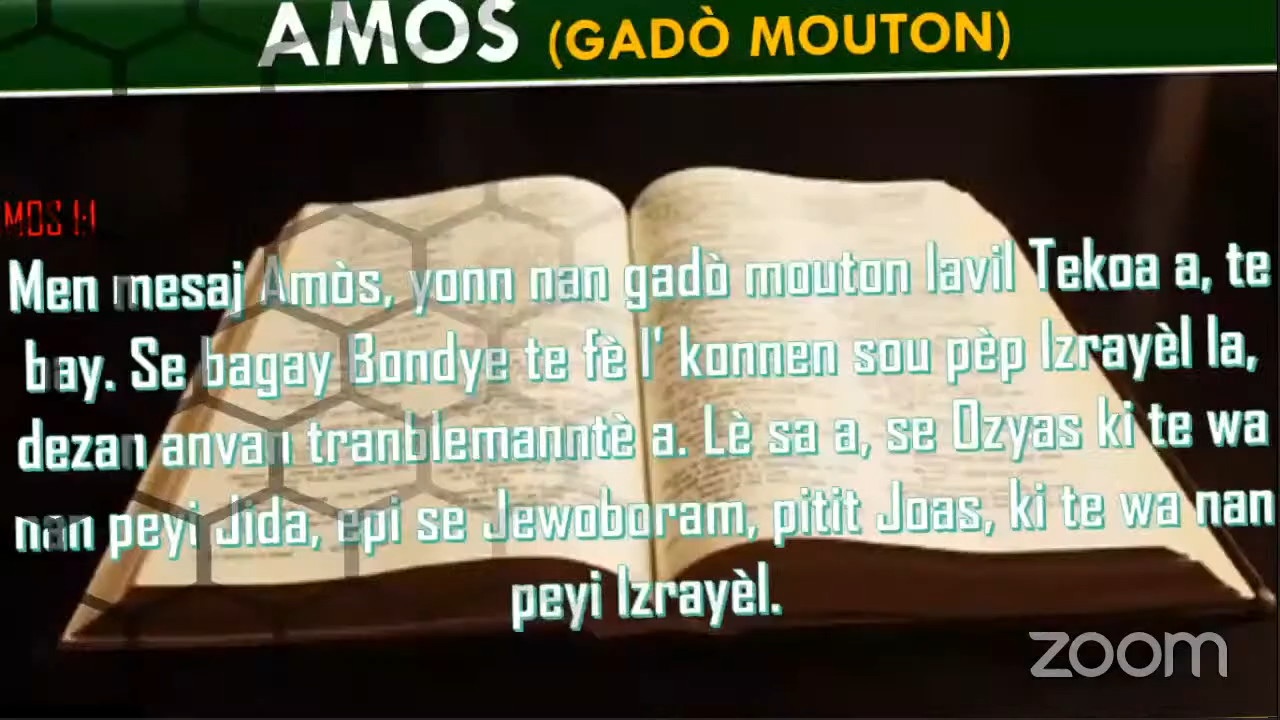 AMOS (GADÒ MOUTON)
MOS 1:1
Men mesaj Amòs, yonn nan gadò mouton lavil Tekoa a, te
bay. Se bagay Bondye te fè l' konnen sou pèp Izrayèl la,
dezan anvan tranblemanntè a. Lè sa a, se Ozyas ki te wa
nan peyi Jida, epi se Jewoboram, pitit Joas, ki te wa nan
peyi Izrayèl.
zoom